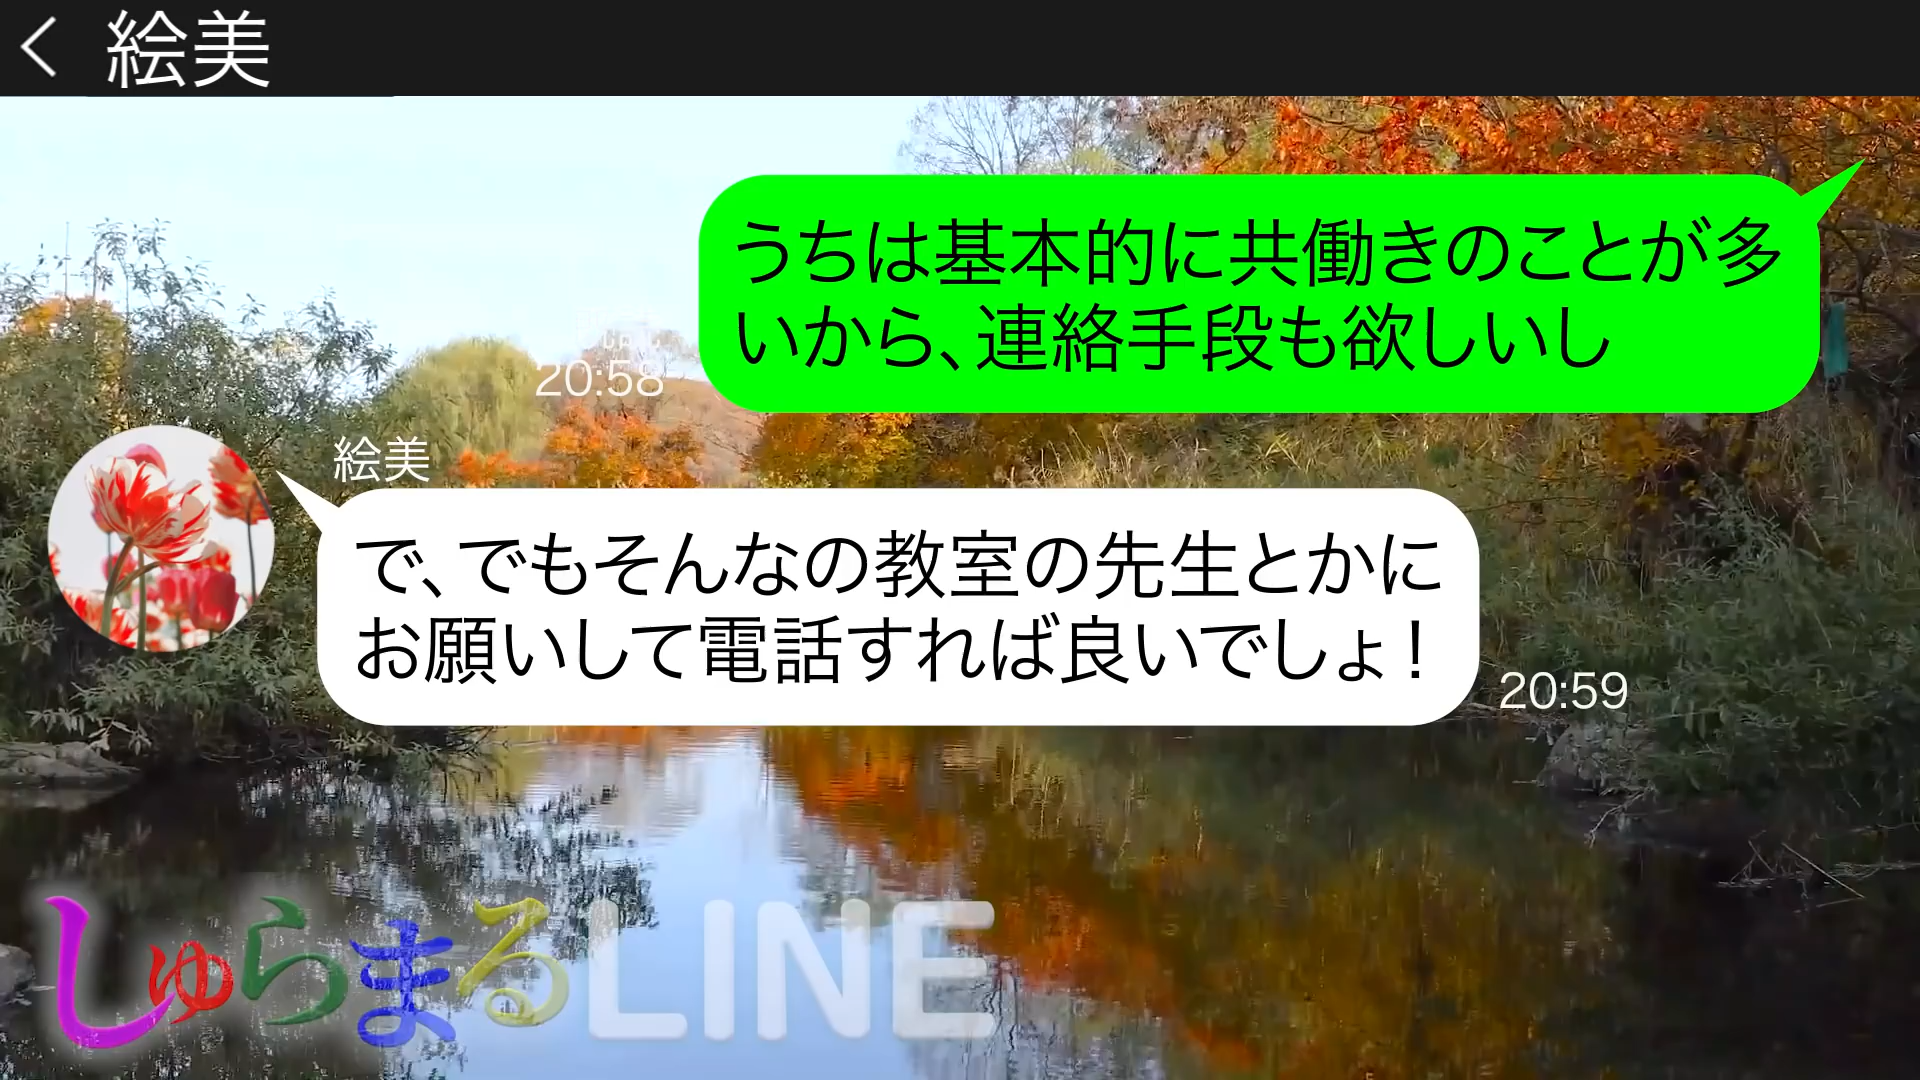 絵美
うちは基本的に共働きのことが多
いから、連絡手段も欲しいし
既読
20:58
絵美
で、でもそんなの教室の先生とかに
お願いして電話すれば良いでしょ！
20:59
しゅらまるLINE